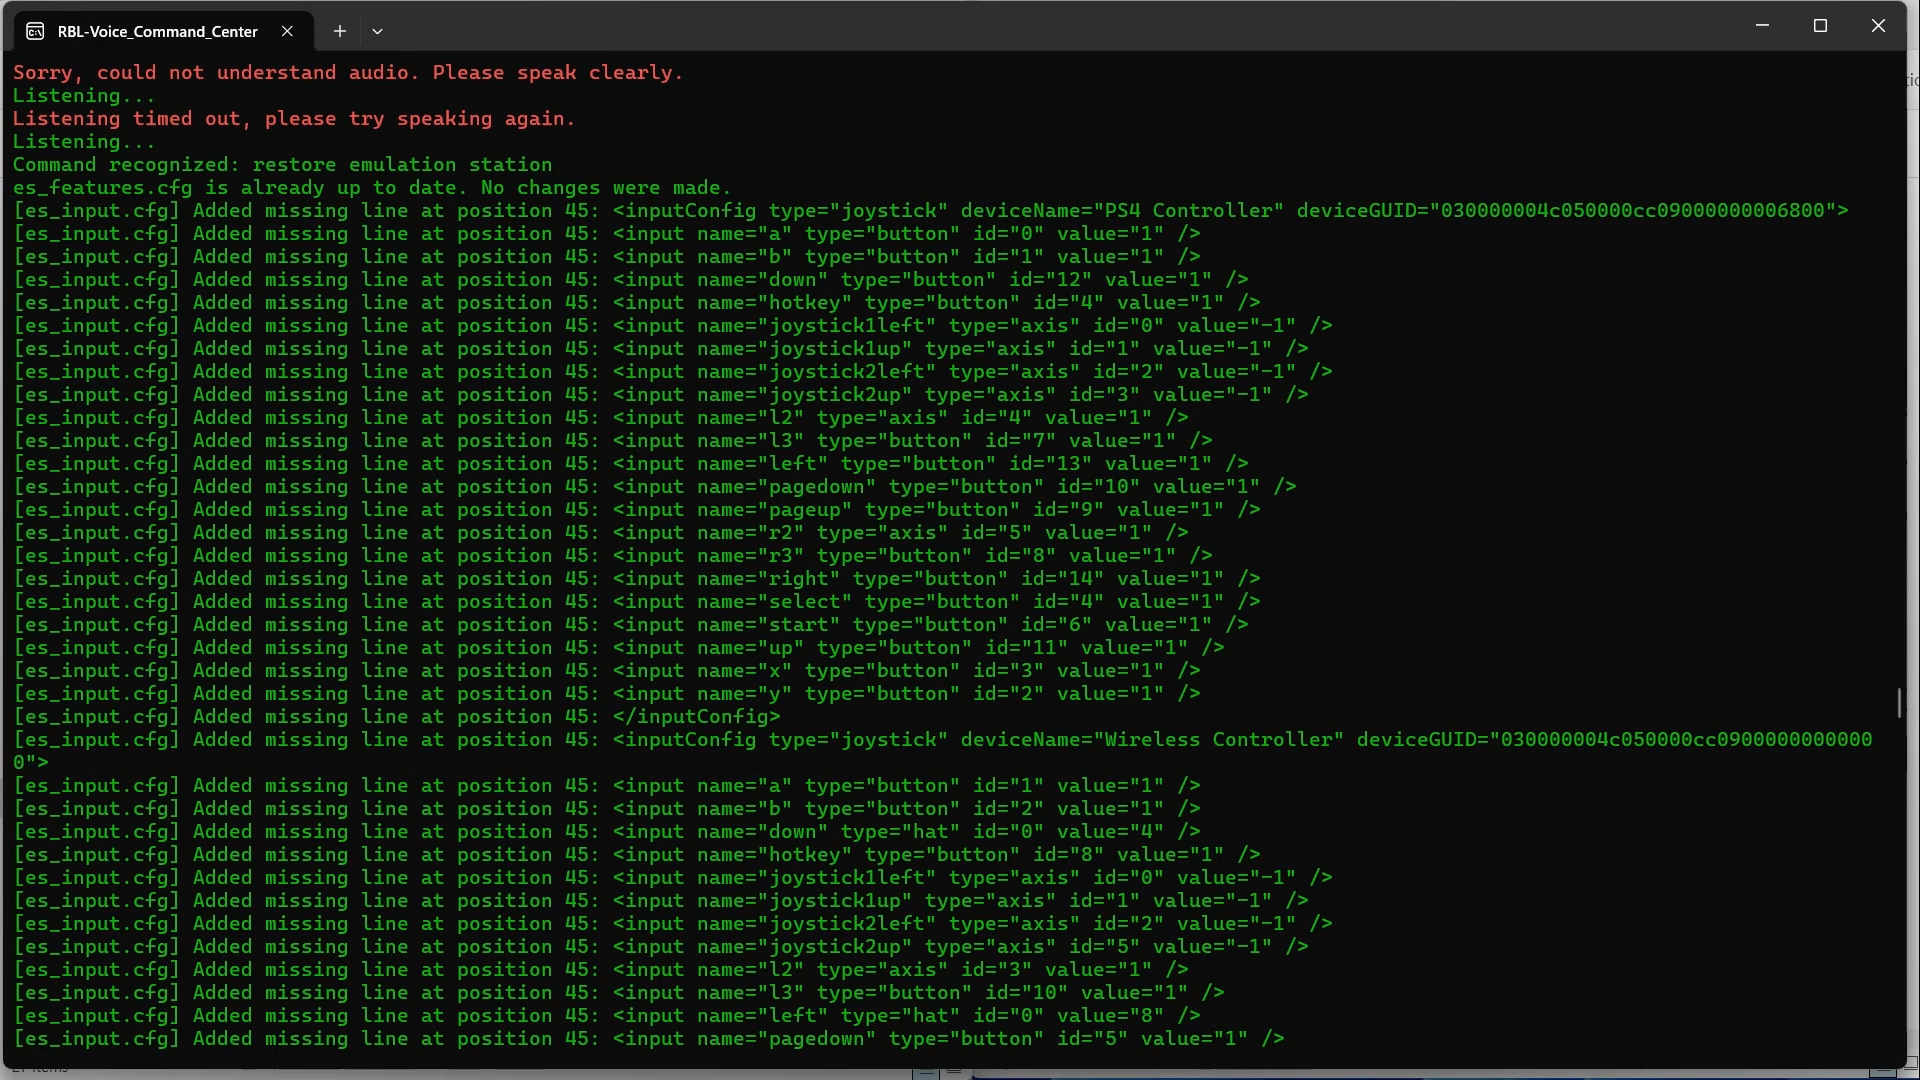 RBL-Voice_Command_Center
Sorry, could not understand audio. Please speak clearly.
Listening...
Listening timed out, please try speaking again.
Listening...
Command recognized: restore emulation station
es_features.cfg is already up to date. No changes were made.
[es_input.cfg] Added missing line at position 45: <inputConfig type="joystick" deviceName="PS4 Controller" deviceGUID="030000004c050000cc09000000006800">
[es_input.cfg] Added missing line at position 45: <input name="a" type="button" id="0" value="1" />
[es_input.cfg] Added missing line at position 45: <input name="b" type="button" id="1" value="1" />
[es_input.cfg] Added missing line at position 45: <input name="down" type="button" id="12" value="1" />
[es_input.cfg] Added missing line at position 45: <input name="hotkey" type="button" id="4" value="1" />
[es_input.cfg] Added missing line at position 45: <input name="joystick1left" type="axis" id="0" value="-1" />
[es_input.cfg] Added missing line at position 45: <input name="joystick1up" type="axis" id="1" value="-1" />
[es_input.cfg] Added missing line at position 45: <input name="joystick2left" type="axis" id="2" value="-1" />
[es_input.cfg] Added missing line at position 45: <input name="joystick2up" type="axis" id="3" value="-1" />
[es_input.cfg] Added missing line at position 45: <input name="l2" type="axis" id="4" value="1" />
[es_input.cfg] Added missing line at position 45: <input name="l3" type="button" id="7" value="1" />
[es_input.cfg] Added missing line at position 45: <input name="left" type="button" id="13" value="1" />
[es_input.cfg] Added missing line at position 45: <input name="pagedown" type="button" id="10" value="1" />
[es_input.cfg] Added missing line at position 45: <input name="pageup" type="button" id="9" value="1" />
[es_input.cfg] Added missing line at position 45: <input name="r2" type="axis" id="5" value="1" />
[es_input.cfg] Added missing line at position 45: <input name="r3" type="button" id="8" value="1" />
[es_input.cfg] Added missing line at position 45: <input name="right" type="button" id="14" value="1" />
[es_input.cfg] Added missing line at position 45: <input name="select" type="button" id="4" value="1" />
[es_input.cfg] Added missing line at position 45: <input name="start" type="button" id="6" value="1" />
[es_input.cfg] Added missing line at position 45: <input name="up" type="button" id="11" value="1" />
[es_input.cfg] Added missing line at position 45: <input name="x" type="button" id="3" value="1" />
[es_input.cfg] Added missing line at position 45: <input name="y" type="button" id="2" value="1" />
[es_input.cfg] Added missing line at position 45: </inputConfig>
[es_input.cfg] Added missing line at position 45: <inputConfig type="joystick" deviceName="Wireless Controller" deviceGUID="030000004c050000cc0900000000000
0">
[es_input.cfg] Added missing line at position 45: <input name="a" type="button" id="1" value="1" />
[es_input.cfg] Added missing line at position 45: <input name="b" type="button" id="2" value="1" />
[es_input.cfg] Added missing line at position 45: <input name="down" type="hat" id="0" value="4" />
[es_input.cfg] Added missing line at position 45: <input name="hotkey" type="button" id="8" value="1" />
[es_input.cfg] Added missing line at position 45: <input name="joystick1left" type="axis" id="0" value="-1" />
[es_input.cfg] Added missing line at position 45: <input name="joystick1up" type="axis" id="1" value="-1" />
[es_input.cfg] Added missing line at position 45: <input name="joystick2left" type="axis" id="2" value="-1" />
[es_input.cfg] Added missing line at position 45: <input name="joystick2up" type="axis" id="5" value="-1" />
[es_input.cfg] Added missing line at position 45: <input name="l2" type="axis" id="3" value="1" />
[es_input.cfg] Added missing line at position 45: <input name="l3" type="button" id="10" value="1" />
[es_input.cfg] Added missing line at position 45: <input name="left" type="hat" id="0" value="8" />
[es_input.cfg] Added missing line at position 45: <input name="pagedown" type="button" id="5" value="1" />